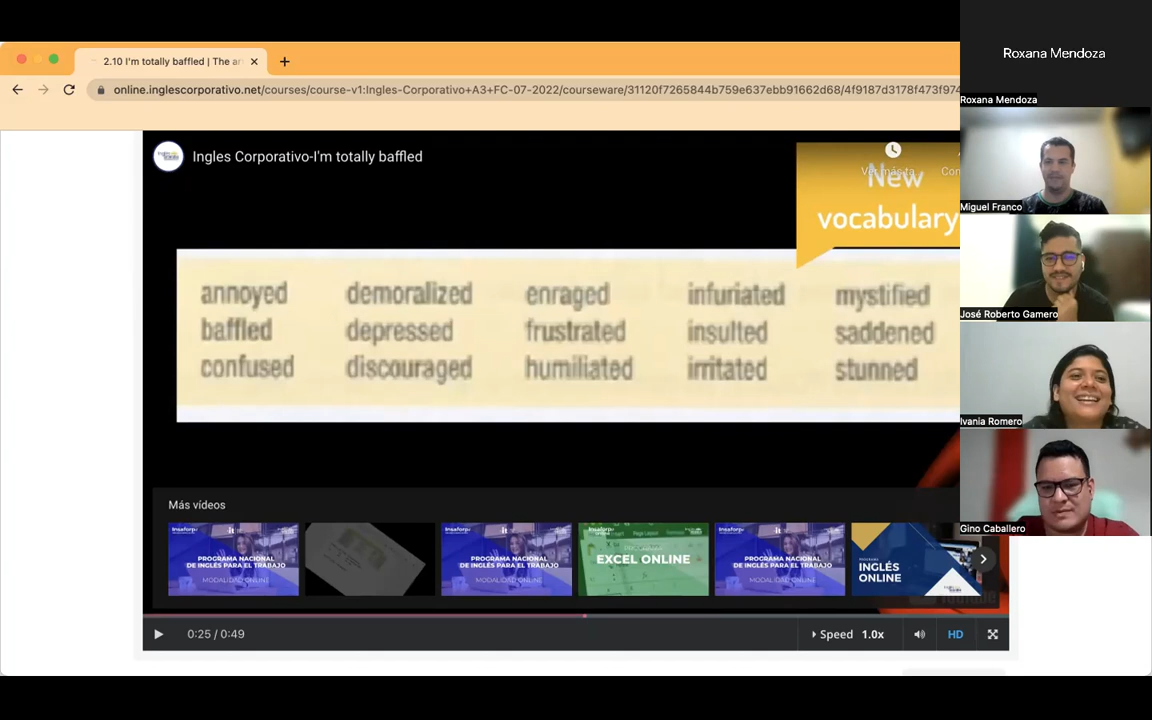 2.10 I'm totally baffled | The ar
online.inglescorporativo.net/courses/course-v1:Ingles-Corporativo+A3+FC-07-2022/courseware/31120f7265844b759e637ebb91662d68/4f9187d3178f473f974
Ingles Corporativo-I'm totally baffled
Ver más ta
Con
New
vocabulary
annoyed demoralized enraged infuriated mystified
baffled depressed frustrated insulted saddened
confused discouraged humiliated irritated stunned
Más vídeos
PROGRAMA NACIONAL
DE INGLÉS PARA EL TRABAJO
MODALIDAD ONLINE
PROGRAMA NACIONAL
DE INGLÉS PARA EL TRABAJO
MODALIDAD ONLINE
EXCEL ONLINE
PROGRAMA NACIONAL
DE INGLÉS PARA EL TRABAJO
MODALIDAD ONLINE
INGLÉS
ONLINE
0:25 / 0:49
Speed 1.0x
HD
Roxana Mendoza
Roxana Mendoza
Miguel Franco
José Roberto Gamero
Ivania Romero
Gino Caballero